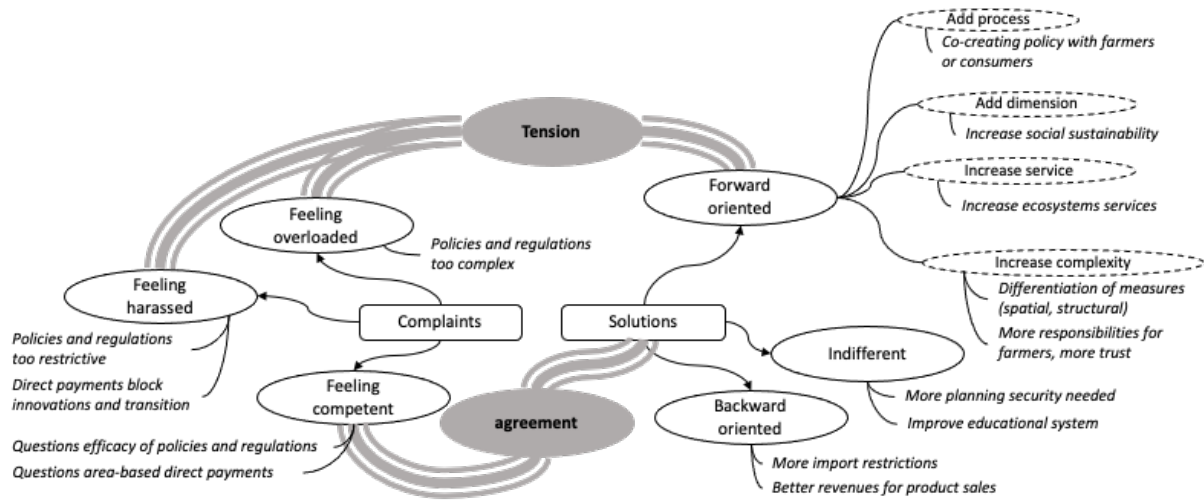 Add process
Co-creating policy with farmers
or consumers
Tension
Add dimension
Increase social sustainability
Forward
oriented
Increase service
Increase ecosystems services
Feeling
overloaded
Policies and regulations
too complex
Increase complexity
Differentiation of measures
(spatial, structural)
More responsibilities for
farmers, more trust
Feeling
harassed
Policies and regulations
too restrictive
Direct payments block
innovations and transition
Complaints
Solutions
Indifferent
More planning security needed
Improve educational system
Feeling
competent
Questions efficacy of policies and regulations
Questions area-based direct payments
agreement
Backward
oriented
More import restrictions
Better revenues for product sales